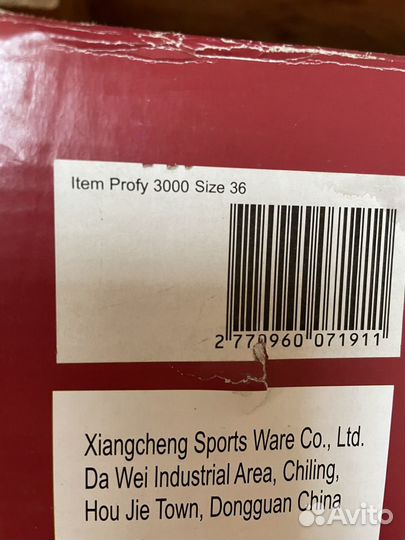 Item Profy 3000 Size 36
2 770960 071911
Xiangcheng Sports Ware Co., Ltd.
Da Wei Industrial Area, Chiling,
Hou Jie Town, Dongguan China
Avito